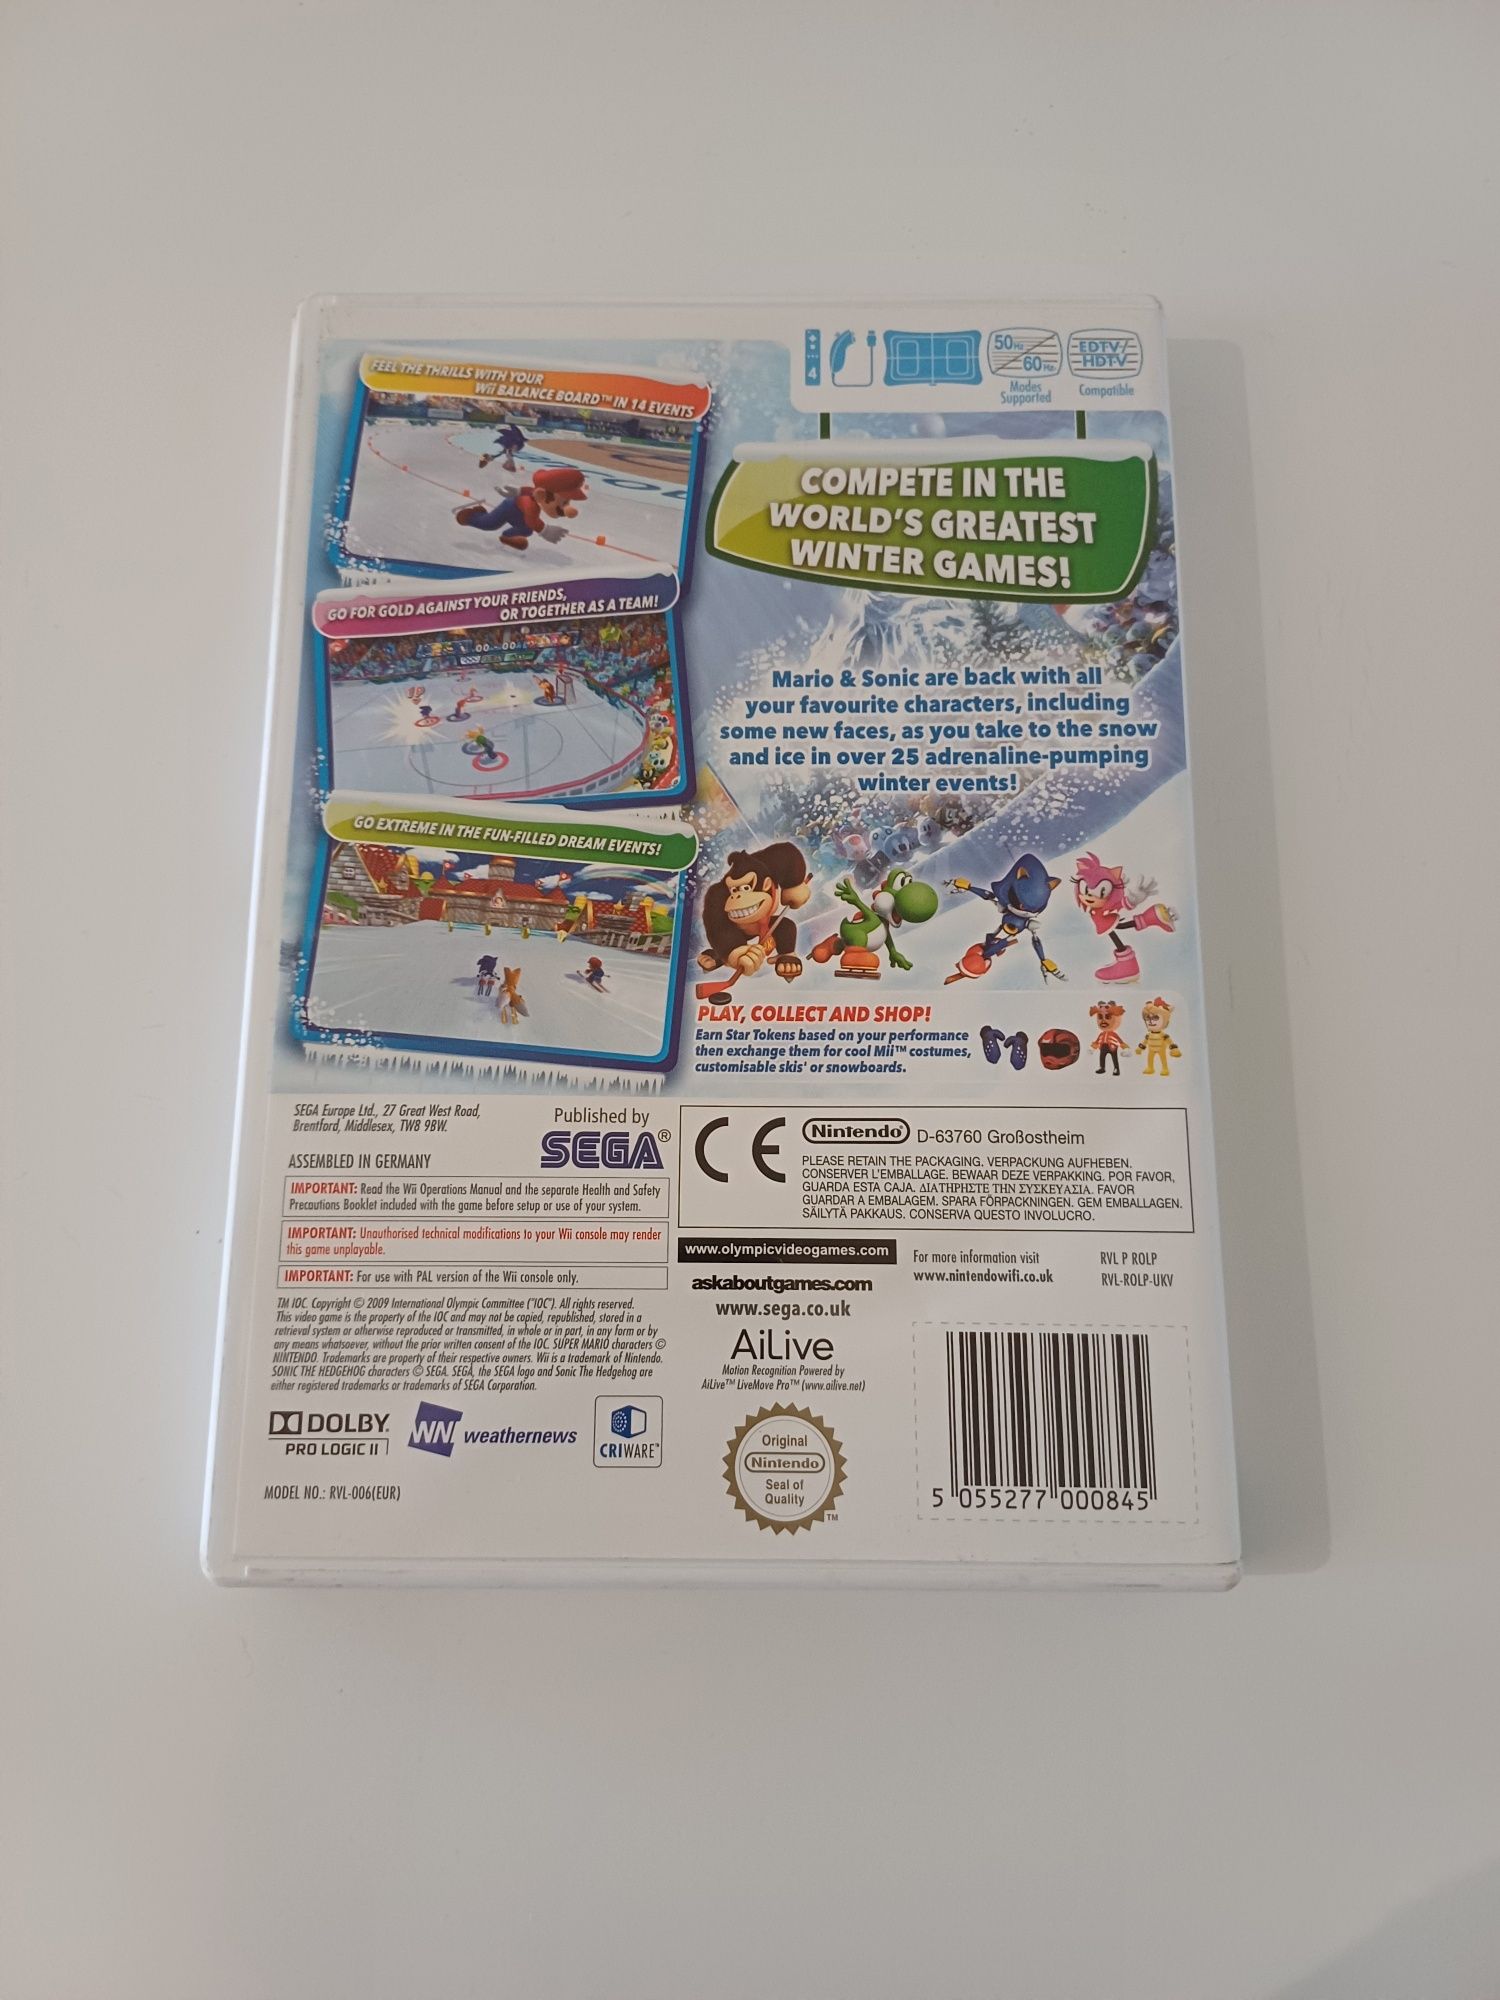 FEEL THE THRILLS WITH YOUR
Wii BALANCE BOARD™ IN 14 EVENTS
GO FOR GOLD AGAINST YOUR FRIENDS,
OR TOGETHER AS A TEAM!
GO EXTREME IN THE FUN-FILLED DREAM EVENTS!
4
50Hz
60Hz
Modes
Supported
EDTV/
HDTV
Compatible
COMPETE IN THE
WORLD'S GREATEST
WINTER GAMES!
Mario & Sonic are back with all
your favourite characters, including
some new faces, as you take to the snow
and ice in over 25 adrenaline-pumping
winter events!
PLAY, COLLECT AND SHOP!
Earn Star Tokens based on your performance
then exchange them for cool Mii™ costumes,
customisable skis' or snowboards.
SEGA Europe Ltd., 27 Great West Road,
Brentford, Middlesex, TW8 9BW.
Published by
SEGA®
ASSEMBLED IN GERMANY
IMPORTANT: Read the Wii Operations Manual and the separate Health and Safety
Precautions Booklet included with the game before setup or use of your system.
IMPORTANT: Unauthorised technical modifications to your Wii console may render
this game unplayable.
IMPORTANT: For use with PAL version of the Wii console only.
TM IOC. Copyright © 2009 International Olympic Committee ("IOC"). All rights reserved.
This video game is the property of the IOC and may not be copied, republished, stored in a
retrieval system or otherwise reproduced or transmitted, in whole or in part, in any form or by
any means whatsoever, without the prior written consent of the IOC. SUPER MARIO characters ©
NINTENDO. Trademarks are property of their respective owners. Wii is a trademark of Nintendo.
SONIC THE HEDGEHOG characters © SEGA. SEGA, the SEGA logo and Sonic The Hedgehog are
either registered trademarks or trademarks of SEGA Corporation.
DOLBY
PRO LOGIC II
WN weathernews
CRIWARE™
MODEL NO.: RVL-006(EUR)
CE
Nintendo® D-63760 Großostheim
PLEASE RETAIN THE PACKAGING. VERPACKUNG AUFHEBEN.
CONSERVER L'EMBALLAGE. BEWAAR DEZE VERPAKKING. POR FAVOR,
GUARDA ESTA CAJA. ΔΙΑΤΗΡΗΣΤΕ ΤΗΝ ΣΥΣΚΕΥΑΣΙΑ. FAVOR
GUARDAR A EMBALAGEM. SPARA FÖRPACKNINGEN. GEM EMBALLAGEN.
SÄILYTÄ PAKKAUS. CONSERVA QUESTO INVOLUCRO.
www.olympicvideogames.com
askaboutgames.com
www.sega.co.uk
For more information visit
www.nintendowifi.co.uk
RVL P ROLP
RVL-ROLP-UKV
AiLive
Motion Recognition Powered by
AiLive™ LiveMove Pro™ (www.ailive.net)
Original
Nintendo
Seal of
Quality
TM
5 055277 000845